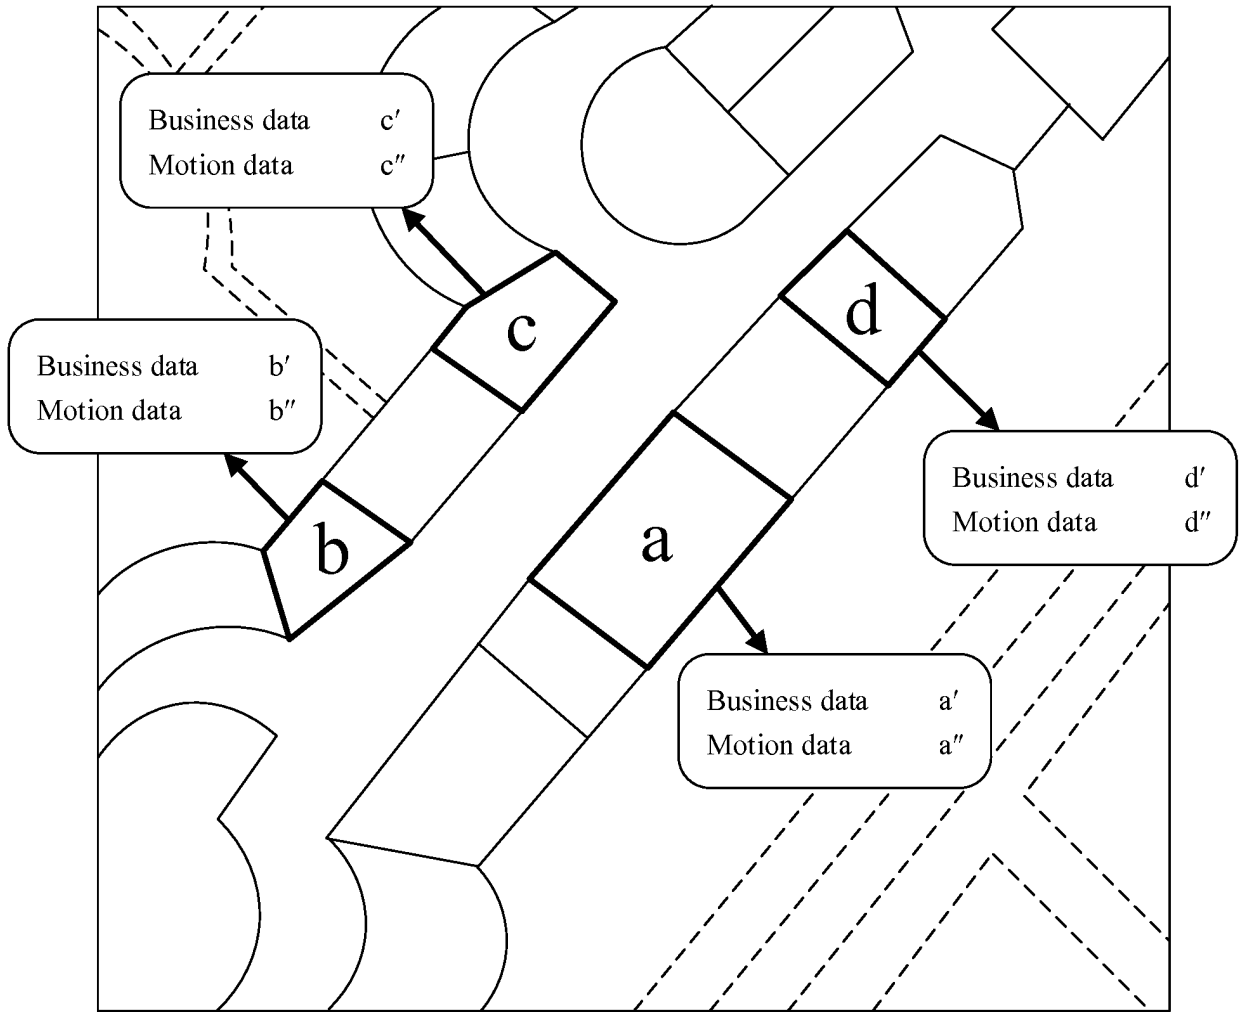 Business data c′
Motion data c″
c
d
Business data b′
Motion data b″
b
a
Business data d′
Motion data d″
Business data a′
Motion data a″